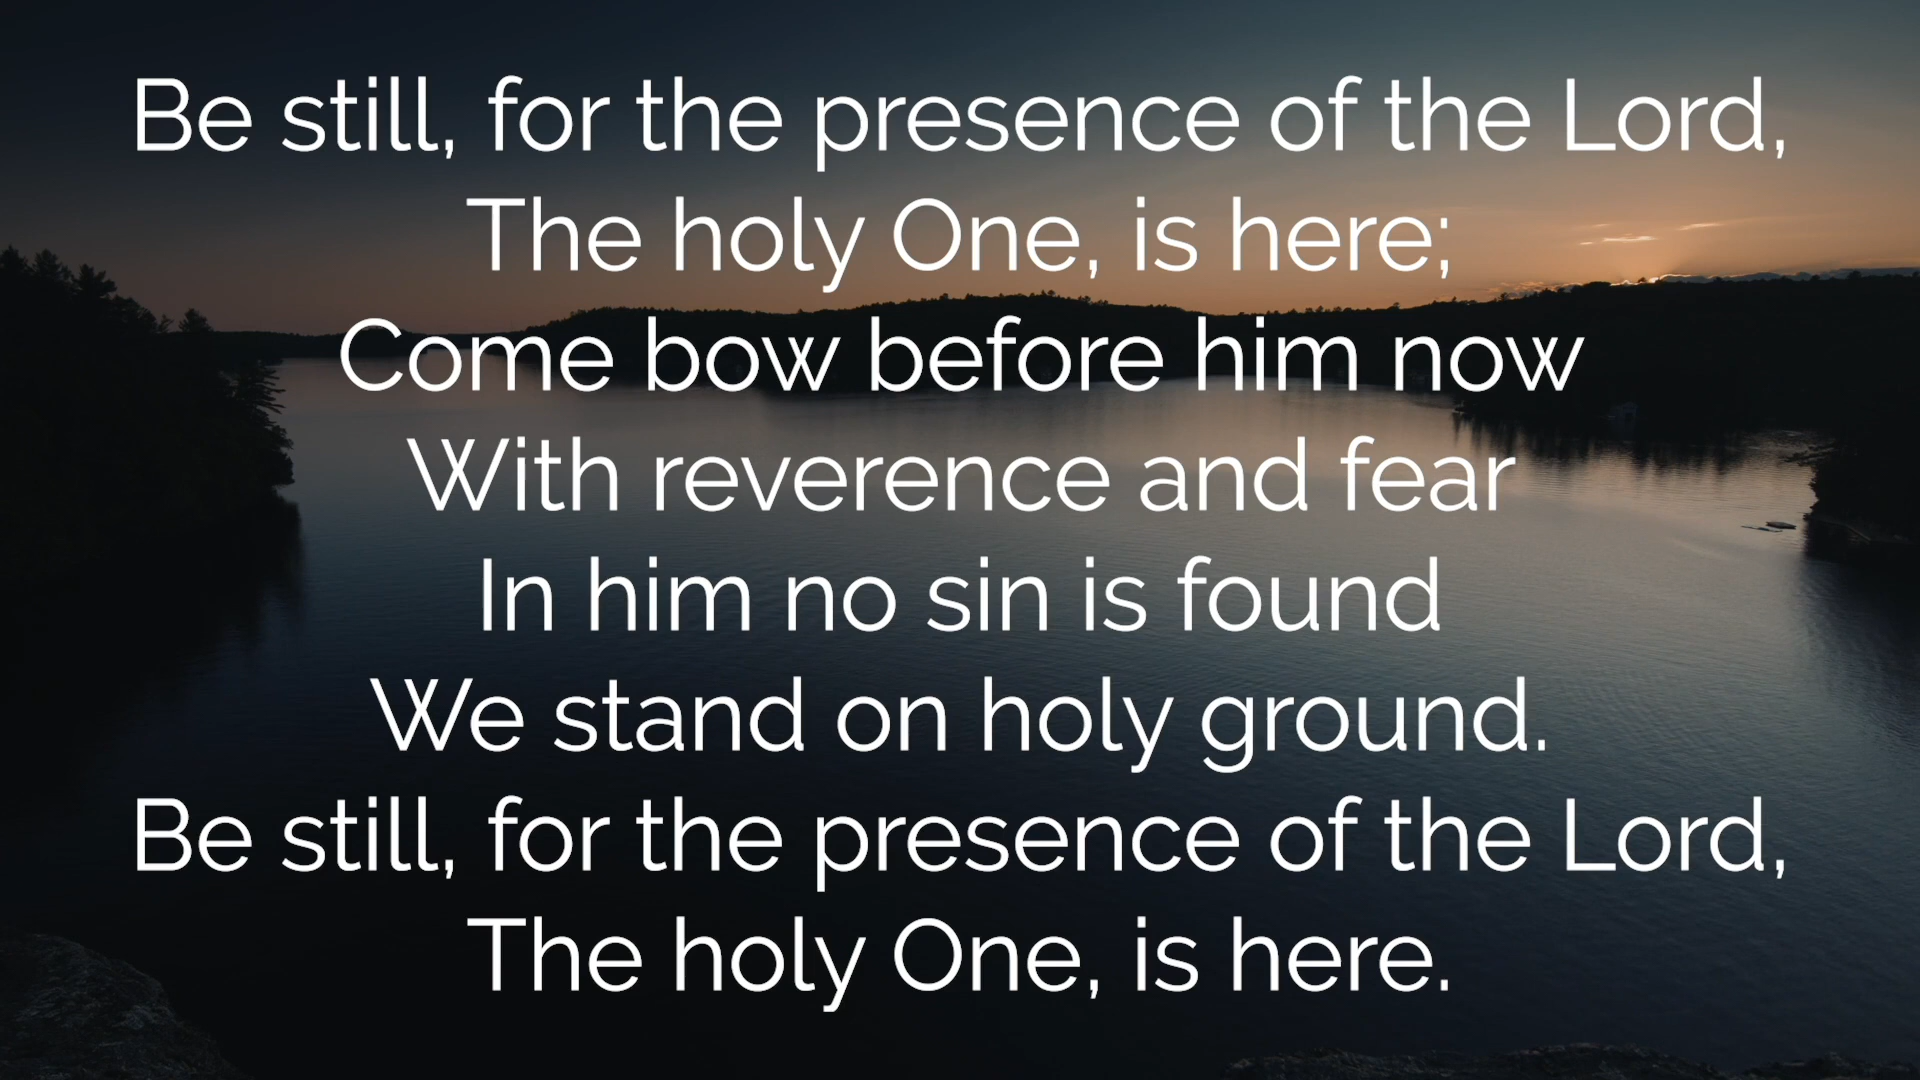 Be still, for the presence of the Lord,
The holy One, is here;
Come bow before him now
With reverence and fear
In him no sin is found
We stand on holy ground.
Be still, for the presence of the Lord,
The holy One, is here.